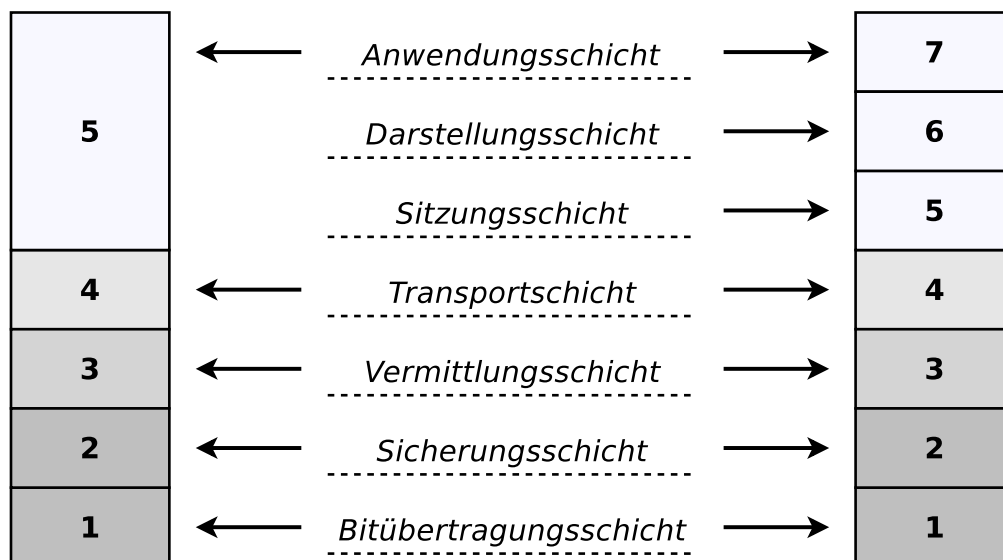 Anwendungsschicht 7
5 Darstellungsschicht 6
Sitzungsschicht 5
4 Transportschicht 4
3 Vermittlungsschicht 3
2 Sicherungsschicht 2
1 Bitübertragungsschicht 1